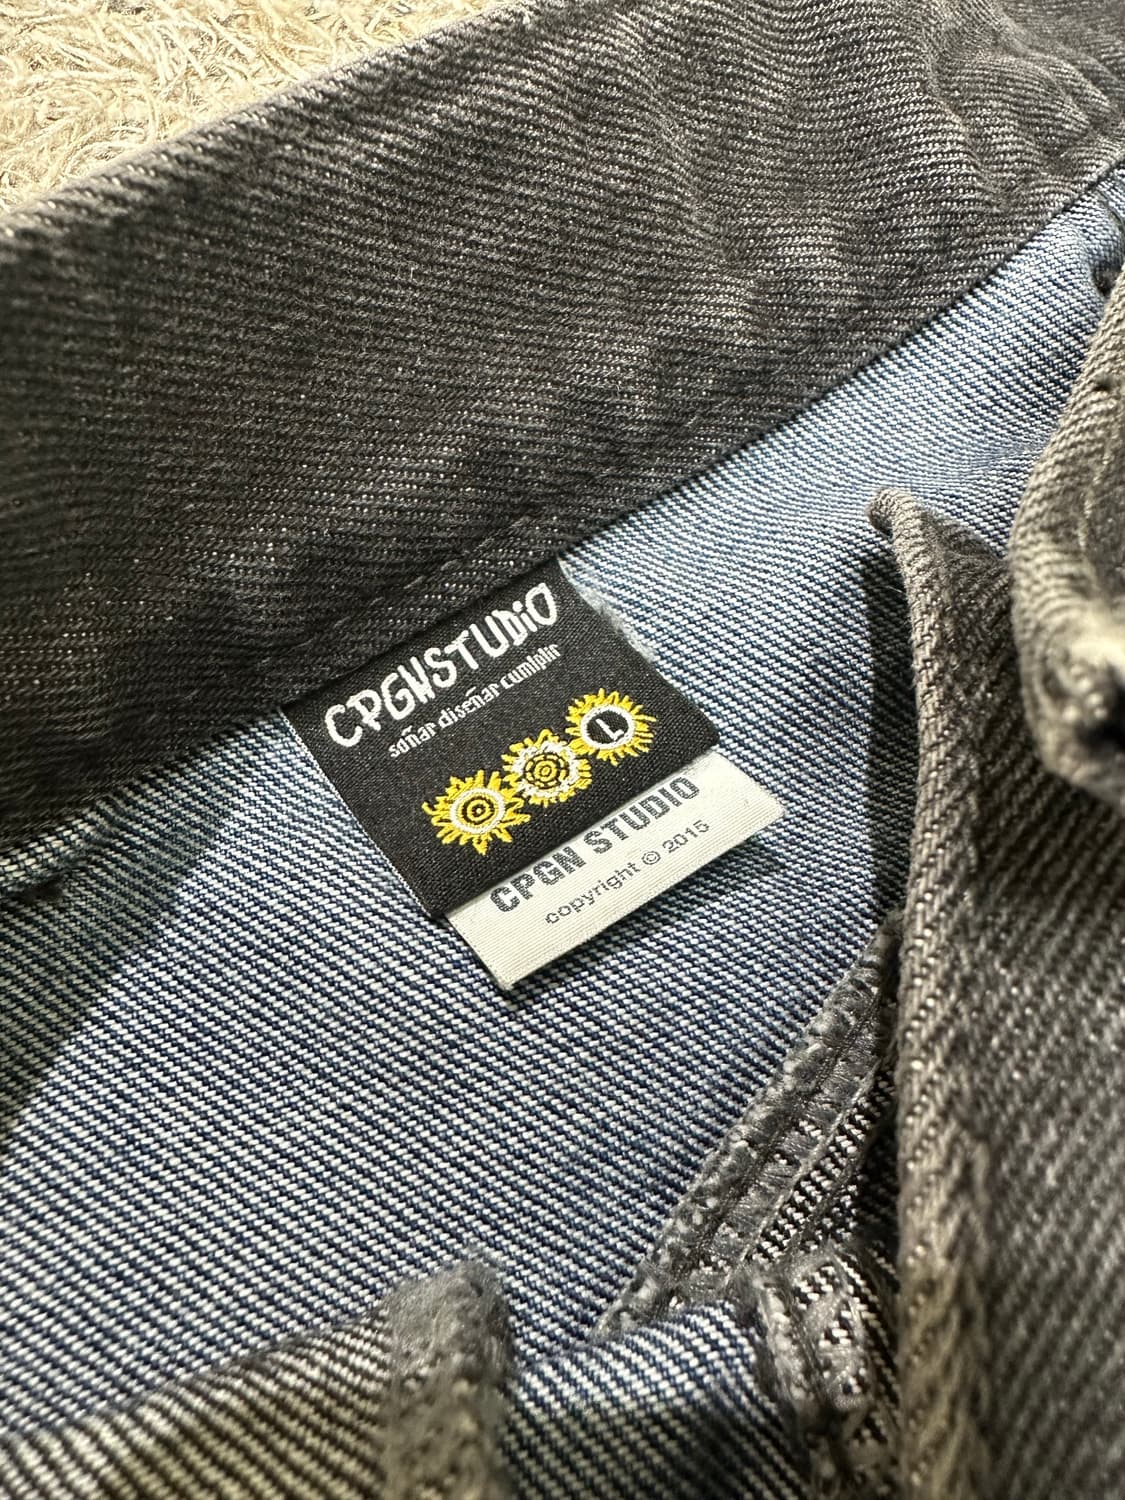 CPGNSTUDiO
soñar diseñar cumplir
L
CPGN STUDIO
copyright © 2015